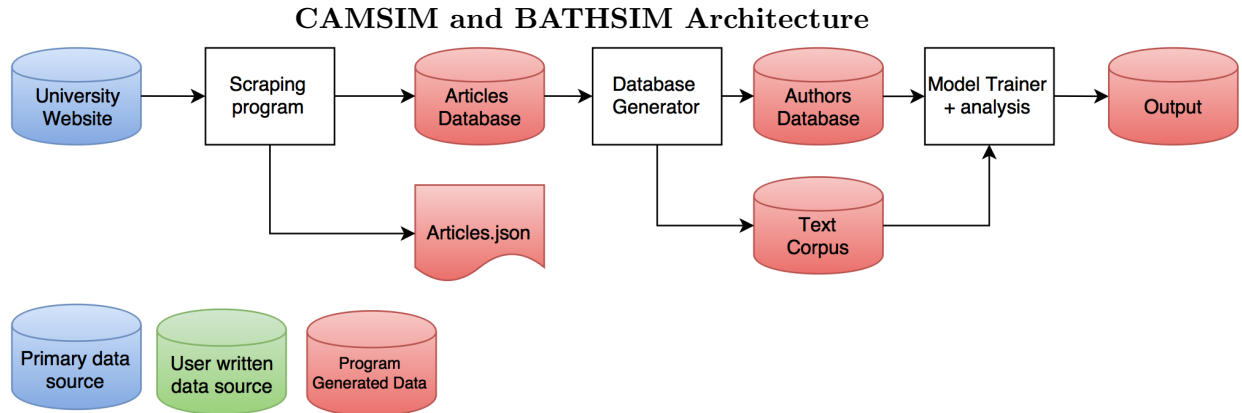 CAMSIM and BATHSIM Architecture
University
Website
Scraping
program
Articles
Database
Database
Generator
Authors
Database
Model Trainer
+ analysis
Output
Articles.json
Text
Corpus
Primary data
source
User written
data source
Program
Generated Data